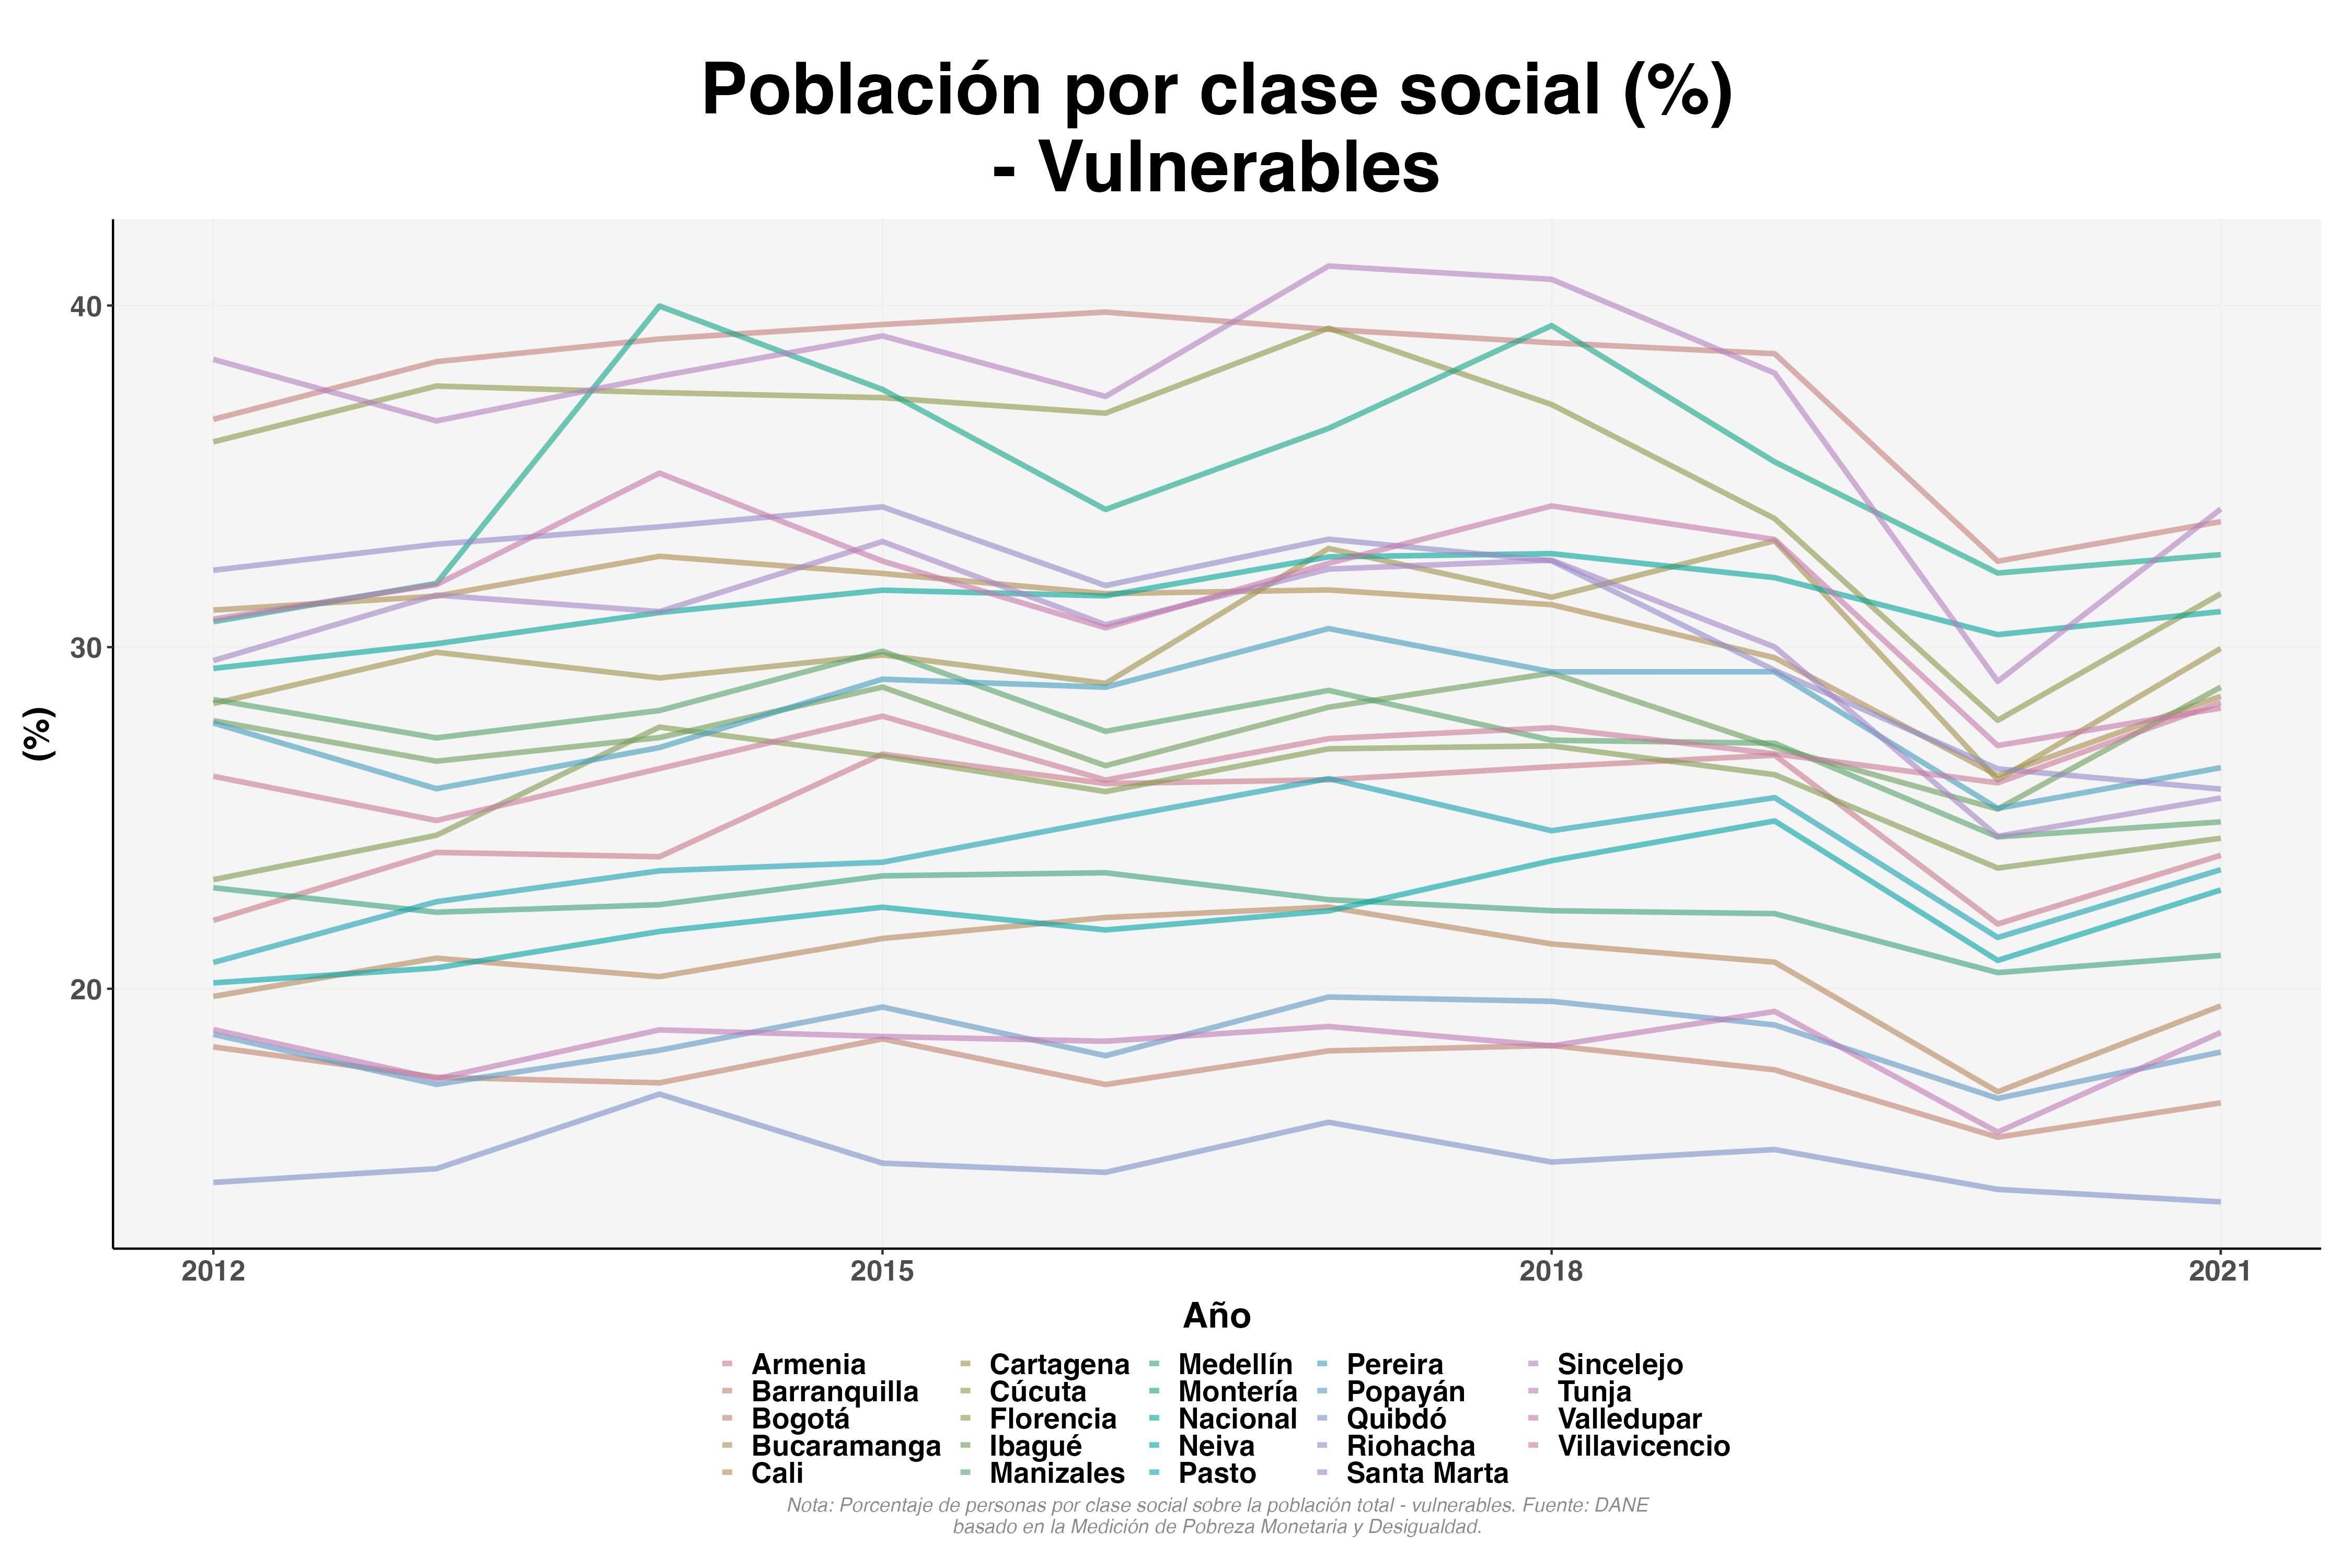 Población por clase social (%)
- Vulnerables
(%)
40
30
20
2012 2015 2018 2021
Año
Armenia Cartagena Medellín Pereira Sincelejo
Barranquilla Cúcuta Montería Popayán Tunja
Bogotá Florencia Nacional Quibdó Valledupar
Bucaramanga Ibagué Neiva Riohacha Villavicencio
Cali Manizales Pasto Santa Marta
Nota: Porcentaje de personas por clase social sobre la población total - vulnerables. Fuente: DANE
basado en la Medición de Pobreza Monetaria y Desigualdad.